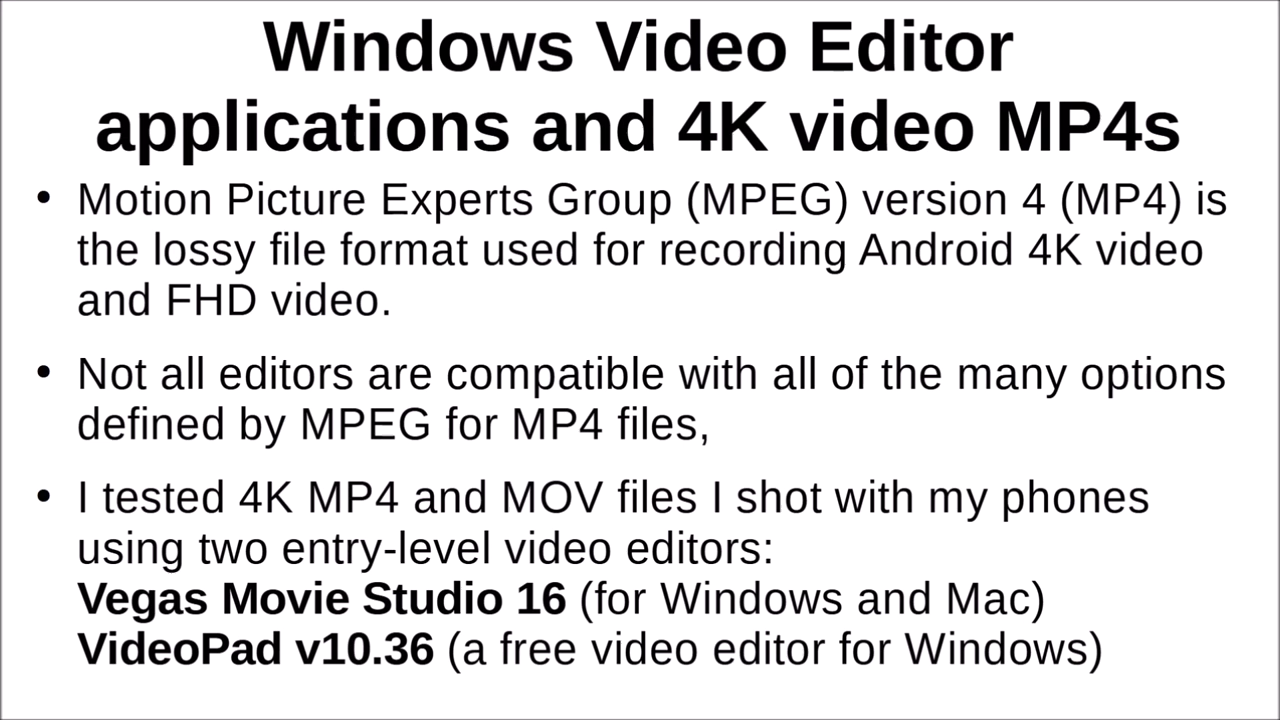 Windows Video Editor
applications and 4K video MP4s
• Motion Picture Experts Group (MPEG) version 4 (MP4) is
the lossy file format used for recording Android 4K video
and FHD video.
• Not all editors are compatible with all of the many options
defined by MPEG for MP4 files,
• I tested 4K MP4 and MOV files I shot with my phones
using two entry-level video editors:
Vegas Movie Studio 16 (for Windows and Mac)
VideoPad v10.36 (a free video editor for Windows)